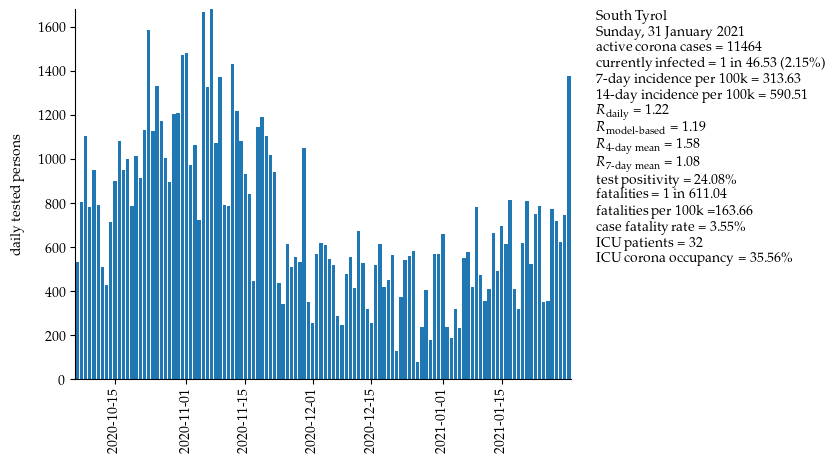 South Tyrol
Sunday, 31 January 2021
active corona cases = 11464
currently infected = 1 in 46.53 (2.15%)
7-day incidence per 100k = 313.63
14-day incidence per 100k = 590.51
R daily = 1.22
R model-based = 1.19
R 4-day mean = 1.58
R 7-day mean = 1.08
test positivity = 24.08%
fatalities = 1 in 611.04
fatalities per 100k =163.66
case fatality rate = 3.55%
ICU patients = 32
ICU corona occupancy = 35.56%
daily tested persons
1600
1400
1200
1000
800
600
400
200
0
2020-10-15
2020-11-01
2020-11-15
2020-12-01
2020-12-15
2021-01-01
2021-01-15